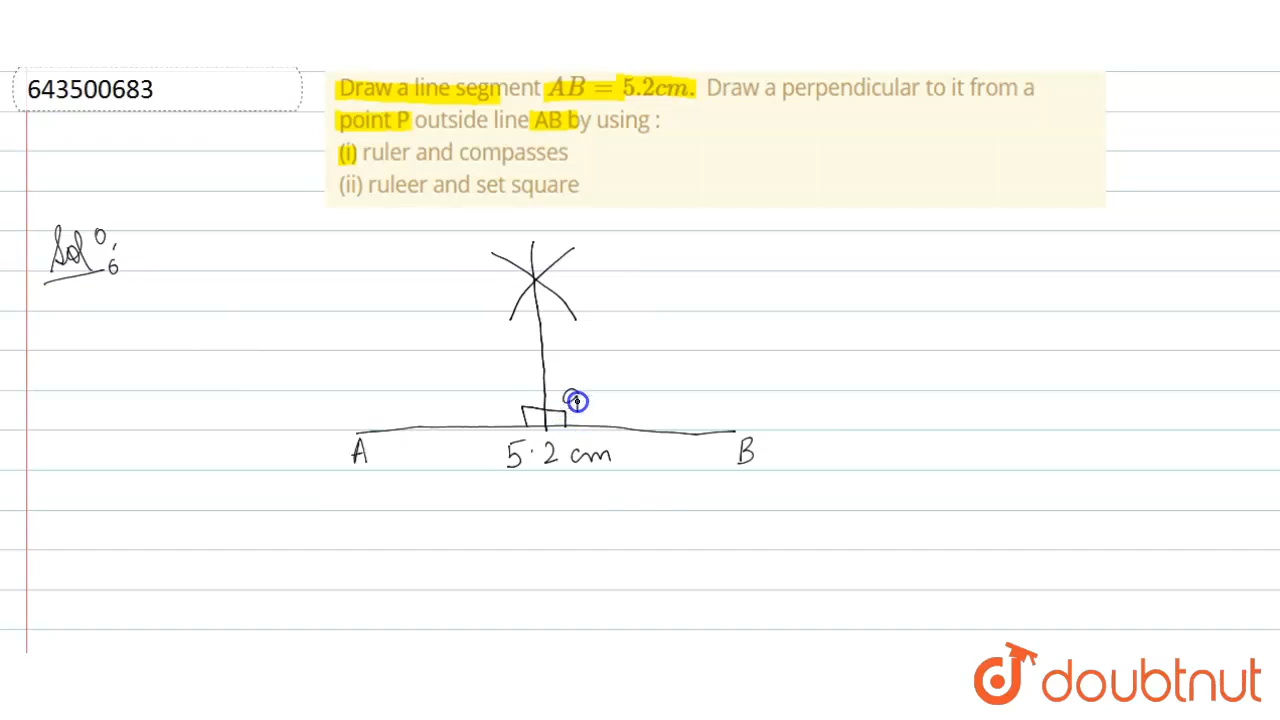 643500683
Draw a line segment AB = 5.2cm. Draw a perpendicular to it from a
point P outside line AB by using :
(i) ruler and compasses
(ii) ruleer and set square
Sol
A
5.2 cm
B
doubtnut